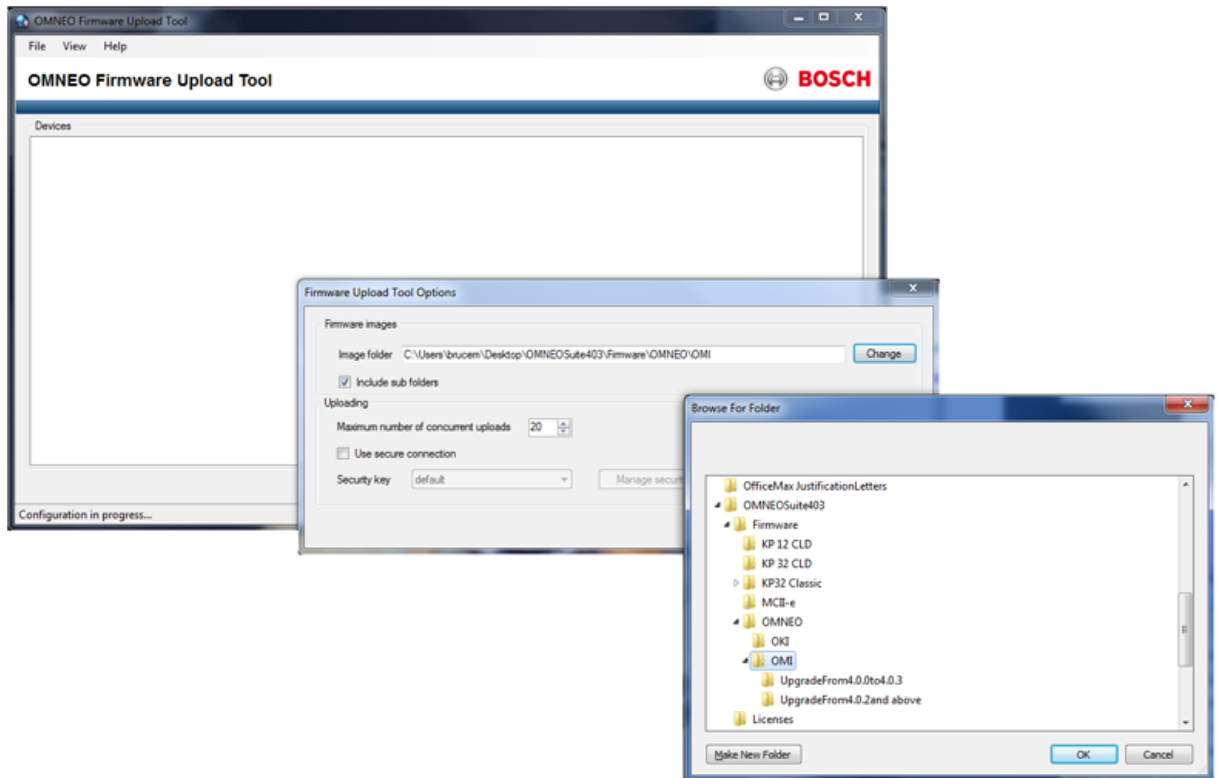 OMNEO Firmware Upload Tool
File View Help
OMNEO Firmware Upload Tool
BOSCH
Devices
Configuration in progress...
Firmware Upload Tool Options
Firmware images
Image folder C:\Users\brucem\Desktop\OMNEOSuite403\Firmware\OMNEO\OMI Change
Include sub folders
Uploading
Maximum number of concurrent uploads 20
Use secure connection
Security key default Manage securit
Browse For Folder
OfficeMax JustificationLetters
OMNEOSuite403
Firmware
KP 12 CLD
KP 32 CLD
KP32 Classic
MCII-e
OMNEO
OKI
OMI
UpgradeFrom4.0.0to4.0.3
UpgradeFrom4.0.2and above
Licenses
Make New Folder OK Cancel